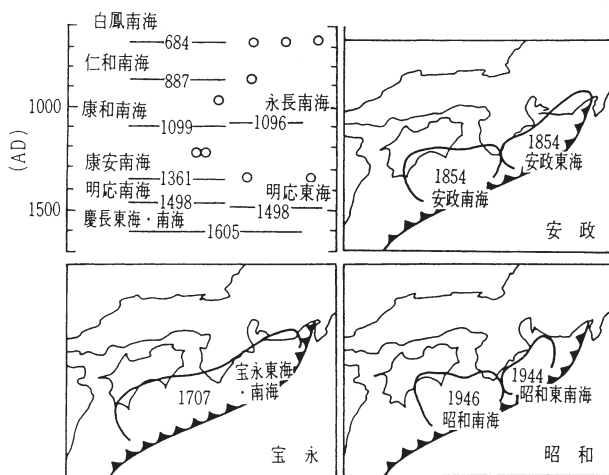 白鳳南海
684
仁和南海
887
1000
康和南海
永長南海
1099
1096
(AD)
康安南海
1361
明応南海
明応東海
1498
1498
1500
慶長東海・南海
1605
1854
安政東海
1854
安政南海
安 政
宝永東海
・南海
1707
宝 永
1944
昭和東南海
1946
昭和南海
昭 和